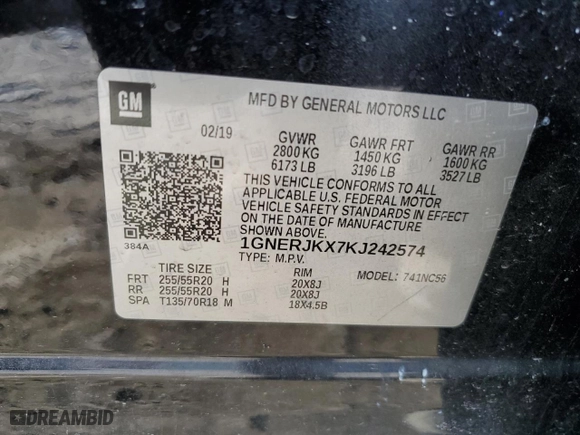 GM
MFD BY GENERAL MOTORS LLC
02/19 GVWR GAWR FRT GAWR RR
2800 KG 1450 KG 1600 KG
6173 LB 3196 LB 3527 LB
THIS VEHICLE CONFORMS TO ALL
APPLICABLE U.S. FEDERAL MOTOR
VEHICLE SAFETY STANDARDS IN EFFECT
ON THE DATE OF MANUFACTURE
SHOWN ABOVE.
384A 1GNERJKX7KJ242574
TYPE: M.P.V. MODEL: 741NC56
TIRE SIZE RIM
FRT 255/55R20 H 20X8J
RR 255/55R20 H 20X8J
SPA T135/70R18 M 18X4.5B
DREAMBID